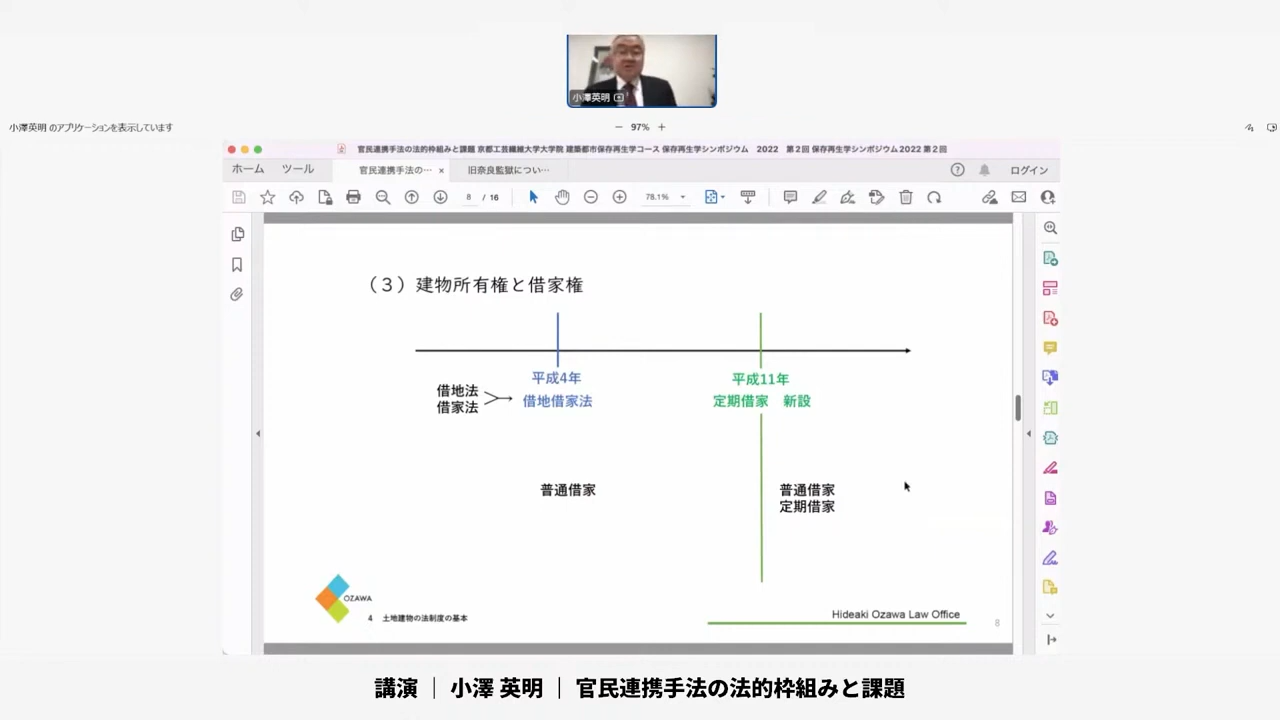 小澤英明
小澤英明 のアプリケーションを表示しています
97%
官民連携手法の法的枠組みと課題 京都工芸繊維大学大学院 建築都市保存再生学コース 保存再生学シンポジウム 2022 第2回 保存再生学シンポジウム2022 第2回
ホーム ツール 官民連携手法の… × 旧奈良監獄につい… ログイン
8 / 16 78.1%
（３）建物所有権と借家権
平成4年 平成11年
借地法
借家法
借地借家法 定期借家 新設
普通借家 普通借家
定期借家
OZAWA
4 土地建物の法制度の基本
Hideaki Ozawa Law Office
8
講演 ｜ 小澤 英明 ｜ 官民連携手法の法的枠組みと課題